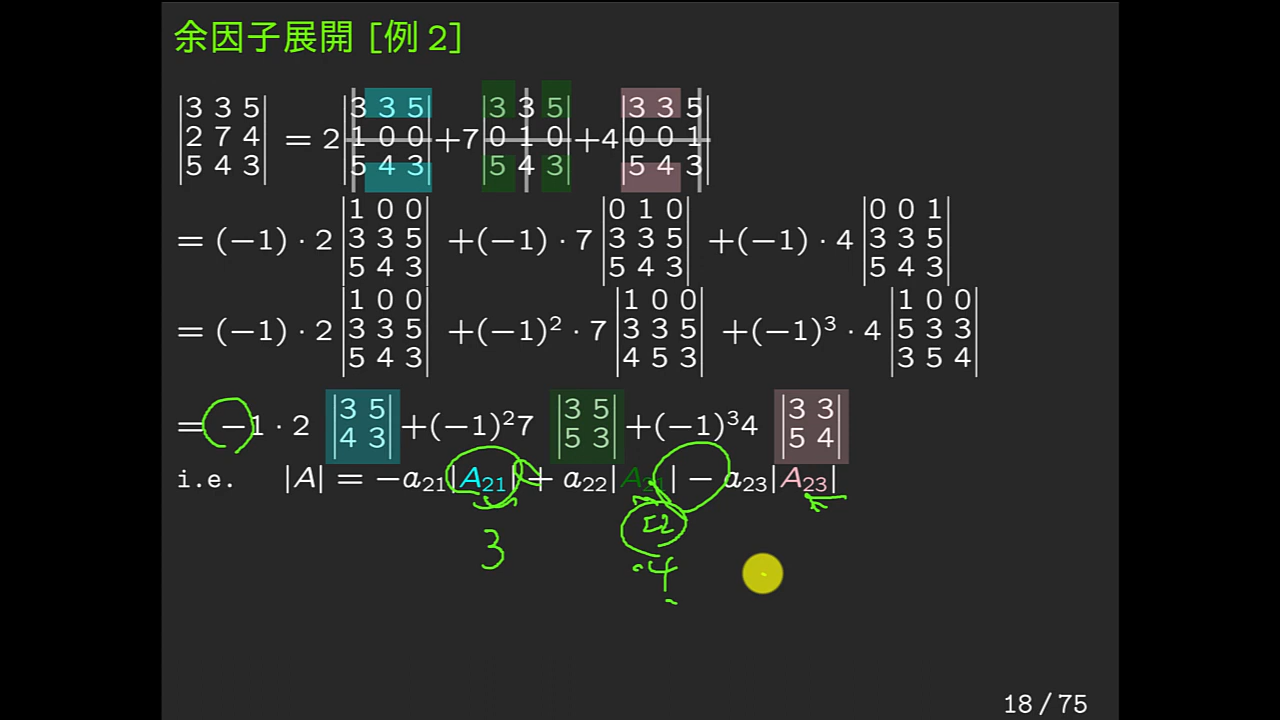 余因子展開 [例 2]
|3 3 5| |3 3 5| |3 3 5| |3 3 5|
|2 7 4| = 2 |1 0 0| +7 |0 1 0| +4 |0 0 1|
|5 4 3| |5 4 3| |5 4 3| |5 4 3|
|1 0 0| |0 1 0| |0 0 1|
= (−1) · 2 |3 3 5| +(−1) · 7 |3 3 5| +(−1) · 4 |3 3 5|
|5 4 3| |5 4 3| |5 4 3|
|1 0 0| |1 0 0| |1 0 0|
= (−1) · 2 |3 3 5| +(−1)² · 7 |3 3 5| +(−1)³ · 4 |5 3 3|
|5 4 3| |4 5 3| |3 5 4|
|3 5| |3 5| |3 3|
= −1 · 2 |4 3| +(−1)²7 |5 3| +(−1)³4 |5 4|
i.e. |A| = −a₂₁|A₂₁| + a₂₂|A₂₁| − a₂₃|A₂₃|
22
3 4
18 / 75